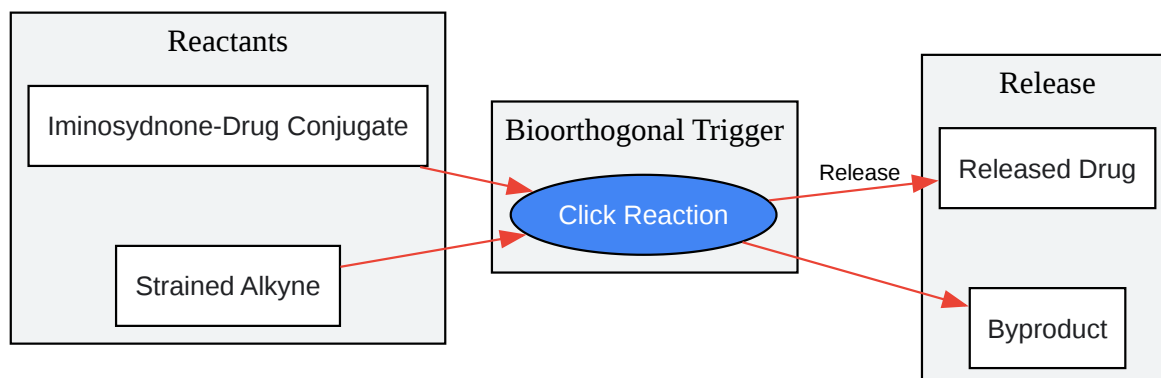 Reactants
Iminosydnone-Drug Conjugate
Strained Alkyne
Bioorthogonal Trigger
Click Reaction
Release
Release
Released Drug
Byproduct